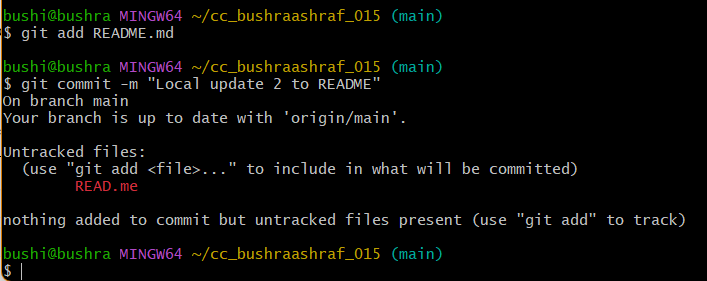 bushi@bushra MINGW64 ~/cc_bushraashraf_015 (main)
$ git add README.md
bushi@bushra MINGW64 ~/cc_bushraashraf_015 (main)
$ git commit -m "Local update 2 to README"
On branch main
Your branch is up to date with 'origin/main'.
Untracked files:
  (use "git add <file>..." to include in what will be committed)
        READ.me
nothing added to commit but untracked files present (use "git add" to track)
bushi@bushra MINGW64 ~/cc_bushraashraf_015 (main)
$